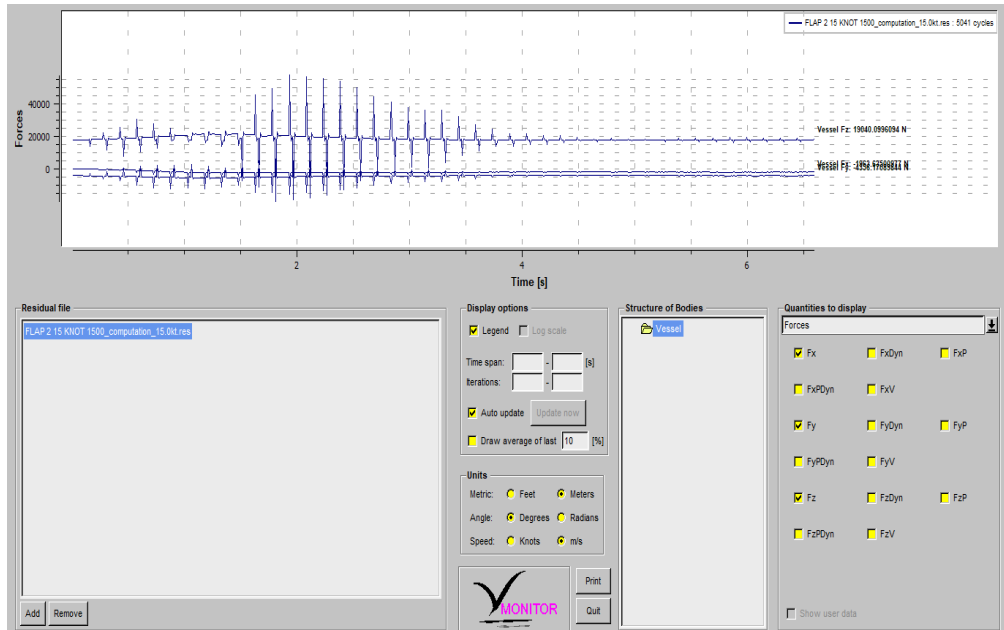 FLAP 2 15 KNOT 1500_computation_15.0kt.res : 5041 cycles
Forces
40000
20000
0
Vessel Fz: 19040.0996094 N
2
4
6
Time [s]
Residual file
FLAP 2 15 KNOT 1500_computation_15.0kt.res
Add
Remove
Display options
Legend
Log scale
Time span: - [s]
Iterations: -
Auto update
Update now
Draw average of last 10 [%]
Units
Metric: Feet Meters
Angle: Degrees Radians
Speed: Knots m/s
MONITOR
Print
Quit
Structure of Bodies
Vessel
Quantities to display
Forces
Fx FxDyn FxP
FxPDyn FxV
Fy FyDyn FyP
FyPDyn FyV
Fz FzDyn FzP
FzPDyn FzV
Show user data